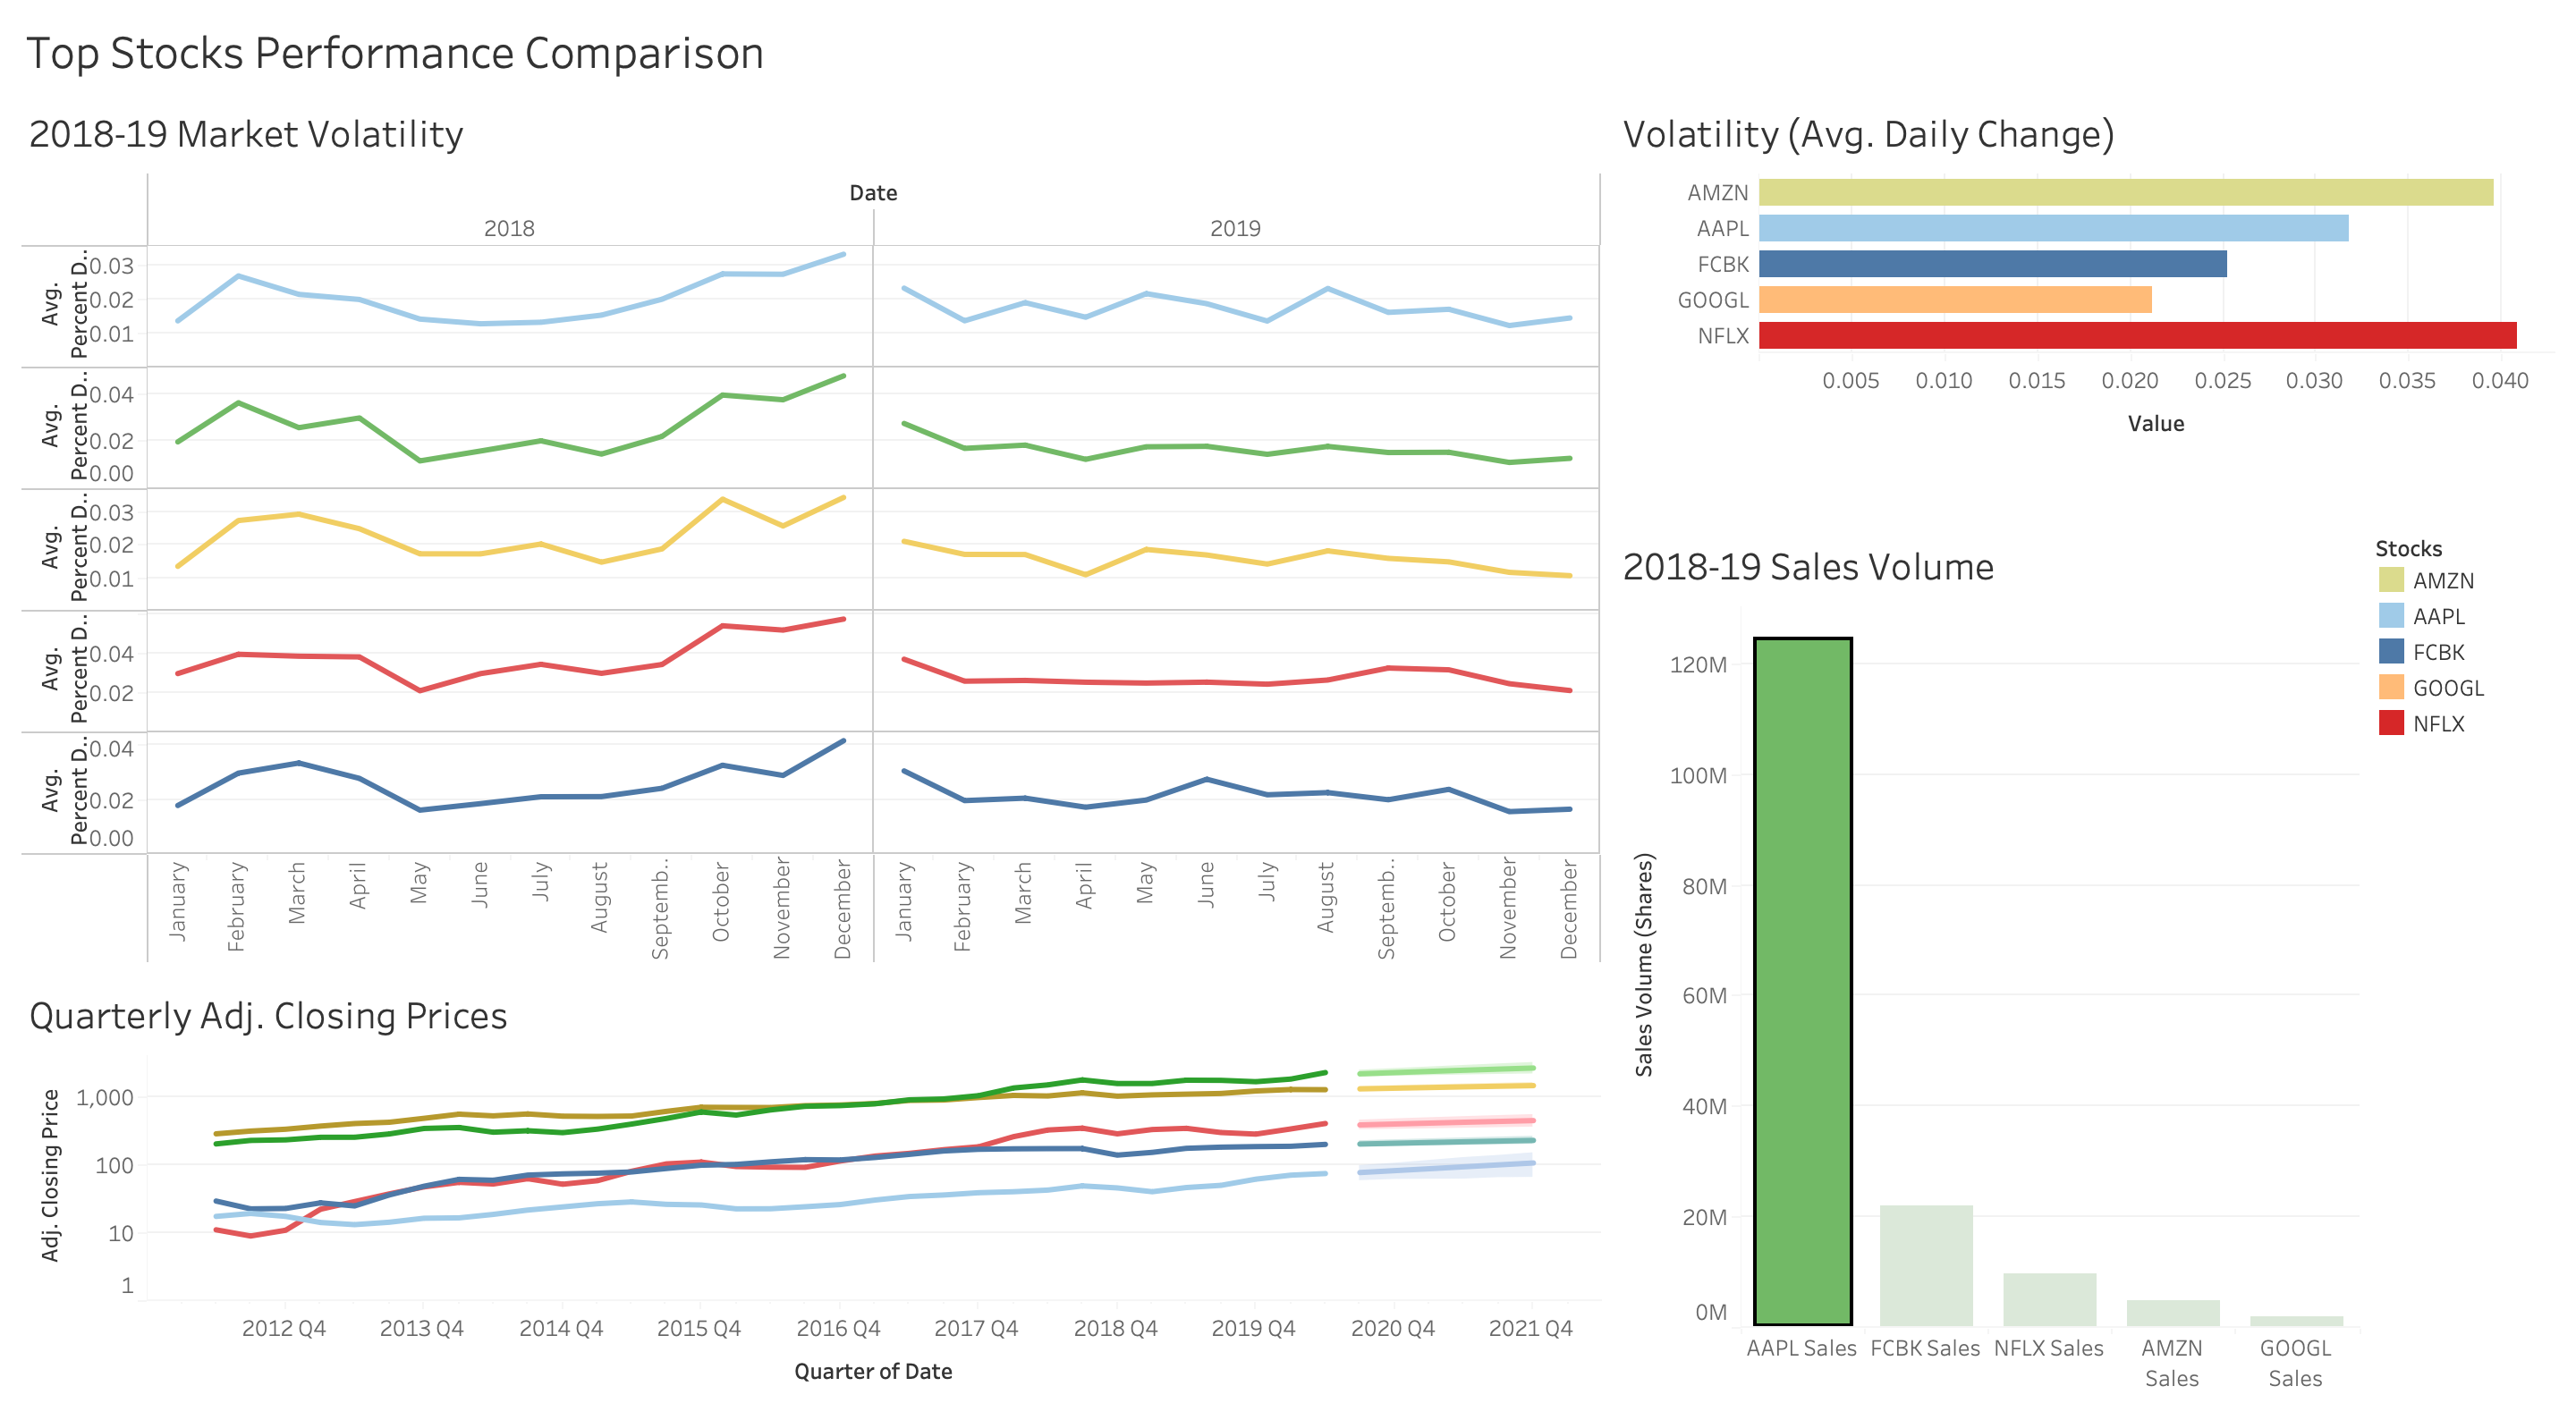 Top Stocks Performance Comparison
2018-19 Market Volatility
Date
2018
2019
Avg.
Percent D..
0.03
0.02
0.01
Avg.
Percent D..
0.04
0.02
0.00
Avg.
Percent D..
0.03
0.02
0.01
Avg.
Percent D..
0.04
0.02
Avg.
Percent D..
0.04
0.02
0.00
January
February
March
April
May
June
July
August
Septemb..
October
November
December
January
February
March
April
May
June
July
August
Septemb..
October
November
December
Quarterly Adj. Closing Prices
Adj. Closing Price
1,000
100
10
1
2012 Q4
2013 Q4
2014 Q4
2015 Q4
2016 Q4
2017 Q4
2018 Q4
2019 Q4
2020 Q4
2021 Q4
Quarter of Date
Volatility (Avg. Daily Change)
AMZN
AAPL
FCBK
GOOGL
NFLX
0.005
0.010
0.015
0.020
0.025
0.030
0.035
0.040
Value
2018-19 Sales Volume
Sales Volume (Shares)
120M
100M
80M
60M
40M
20M
0M
AAPL Sales
FCBK Sales
NFLX Sales
AMZN
Sales
GOOGL
Sales
Stocks
AMZN
AAPL
FCBK
GOOGL
NFLX